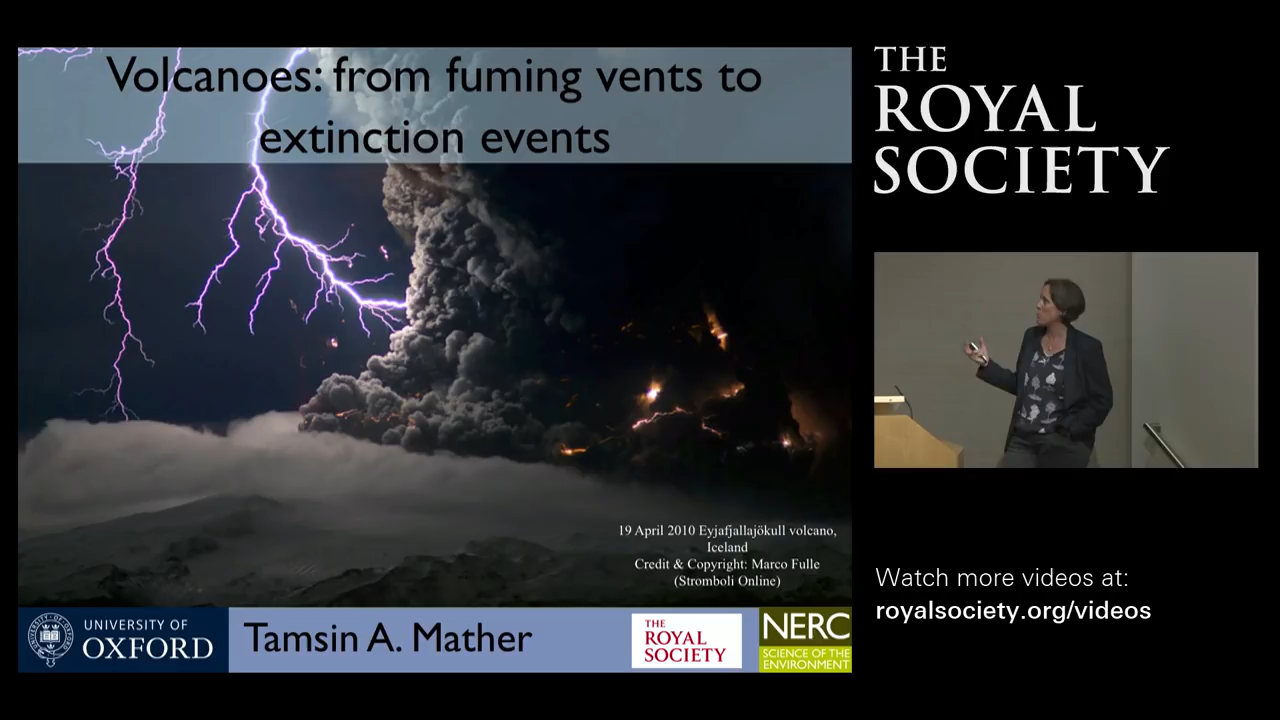 Volcanoes: from fuming vents to
extinction events
19 April 2010 Eyjafjallajökull volcano,
Iceland
Credit & Copyright: Marco Fulle
(Stromboli Online)
UNIVERSITY OF
OXFORD
Tamsin A. Mather
THE
ROYAL
SOCIETY
NERC
SCIENCE OF THE
ENVIRONMENT
THE
ROYAL
SOCIETY
Watch more videos at:
royalsociety.org/videos